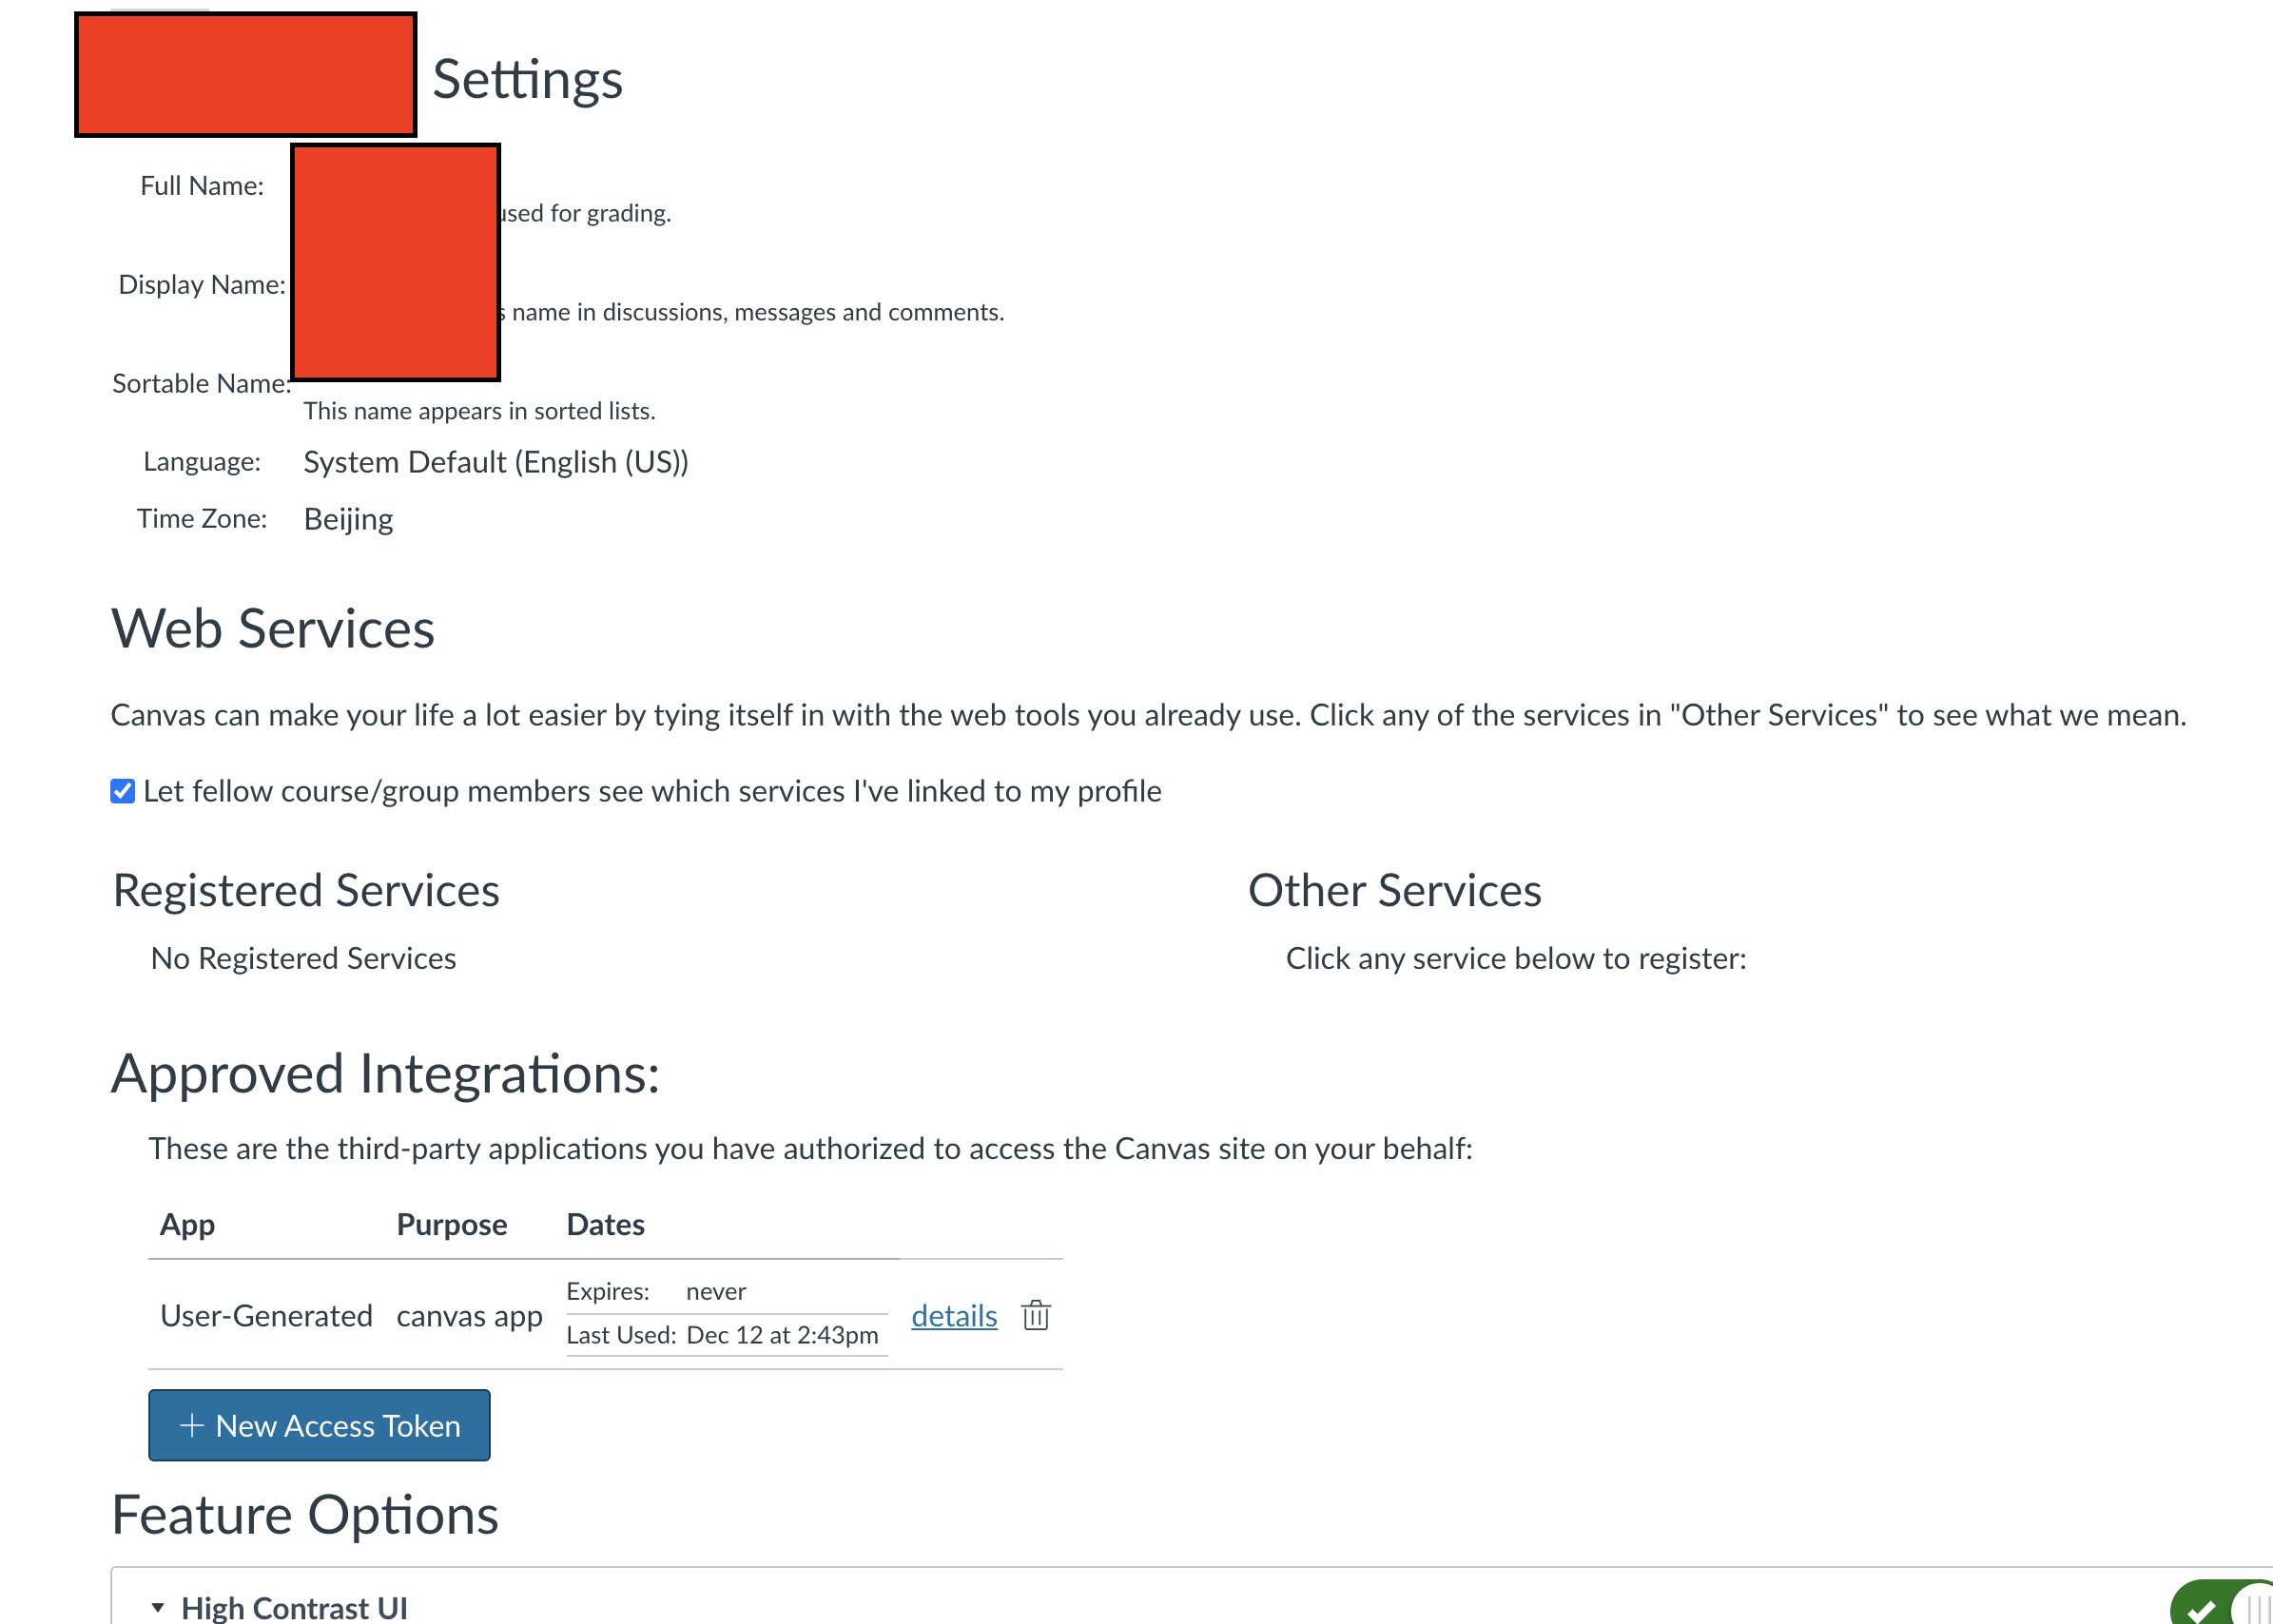 Settings
Full Name:
used for grading.
Display Name:
name in discussions, messages and comments.
Sortable Name:
This name appears in sorted lists.
Language: System Default (English (US))
Time Zone: Beijing
Web Services
Canvas can make your life a lot easier by tying itself in with the web tools you already use. Click any of the services in "Other Services" to see what we mean.
Let fellow course/group members see which services I've linked to my profile
Registered Services
No Registered Services
Other Services
Click any service below to register:
Approved Integrations:
These are the third-party applications you have authorized to access the Canvas site on your behalf:
App Purpose Dates
User-Generated canvas app
Expires: never
Last Used: Dec 12 at 2:43pm
details
New Access Token
Feature Options
High Contrast UI